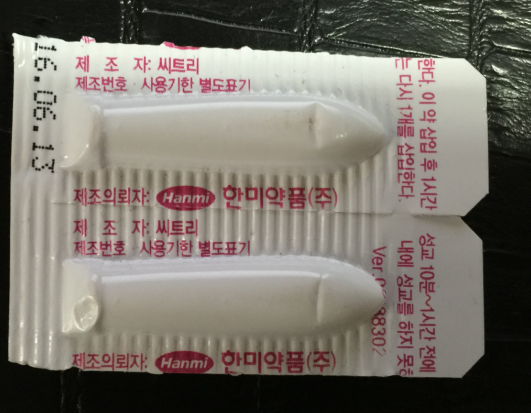 16.06.13
제 조 자: 씨트리
제조번호 · 사용기한 별도표기
제조의뢰자: Hanmi 한미약품(주)
제 조 자: 씨트리
제조번호 · 사용기한 별도표기
제조의뢰자: Hanmi 한미약품(주)
한다. 이 약 삽입 후 1시간
는 다시 1개를 삽입한다.
성교 10분~1시간 전에
내에 성교를 하지 못
Ver.